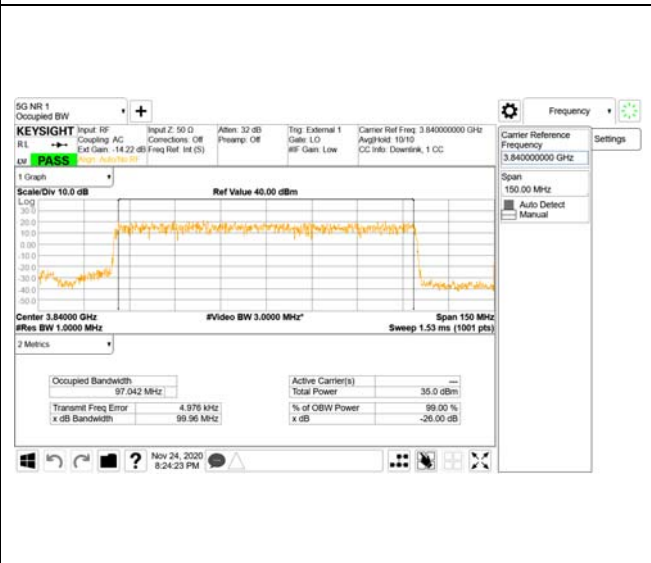 5G NR 1
Occupied BW
+
Frequency
KEYSIGHT
Input: RF
Input Z: 50 Ω
Atten: 32 dB
Trig: External 1
Carrier Ref Freq: 3.840000000 GHz
R L
Coupling: AC
Corrections: Off
Preamp: Off
Gate: LO
Avg|Hold: 10/10
Ext Gain: -14.22 dB
Freq Ref: Int (S)
#IF Gain: Low
CC Info: Downlink, 1 CC
PASS
Align: Auto/No RF
Carrier Reference
Frequency
3.840000000 GHz
Settings
Span
150.00 MHz
Auto Detect
Manual
1 Graph
Scale/Div 10.0 dB
Ref Value 40.00 dBm
Log
30.0
20.0
10.0
0.00
-10.0
-20.0
-30.0
-40.0
-50.0
Center 3.84000 GHz
#Video BW 3.0000 MHz*
Span 150 MHz
#Res BW 1.0000 MHz
Sweep 1.53 ms (1001 pts)
2 Metrics
Occupied Bandwidth
97.042 MHz
Active Carrier(s)
---
Total Power
35.0 dBm
Transmit Freq Error
4.976 kHz
% of OBW Power
99.00 %
x dB Bandwidth
99.96 MHz
x dB
-26.00 dB
?
Nov 24, 2020
8:24:23 PM